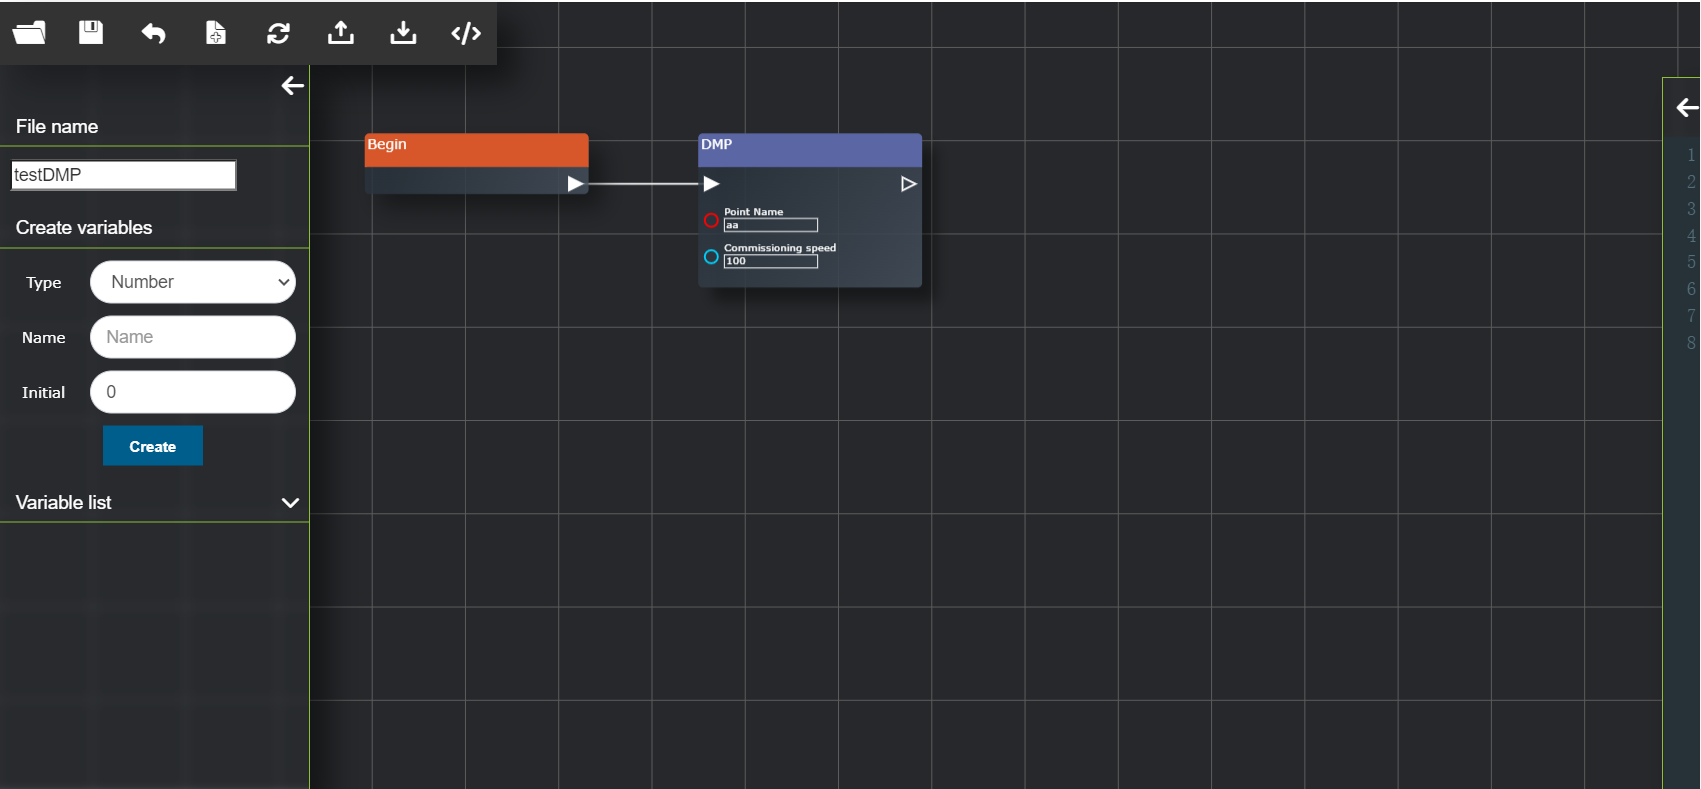 File name
testDMP
Create variables
Type
Number
Name
Name
Initial
0
Create
Variable list
Begin
DMP
Point Name
aa
Commissioning speed
100
1
2
3
4
5
6
7
8